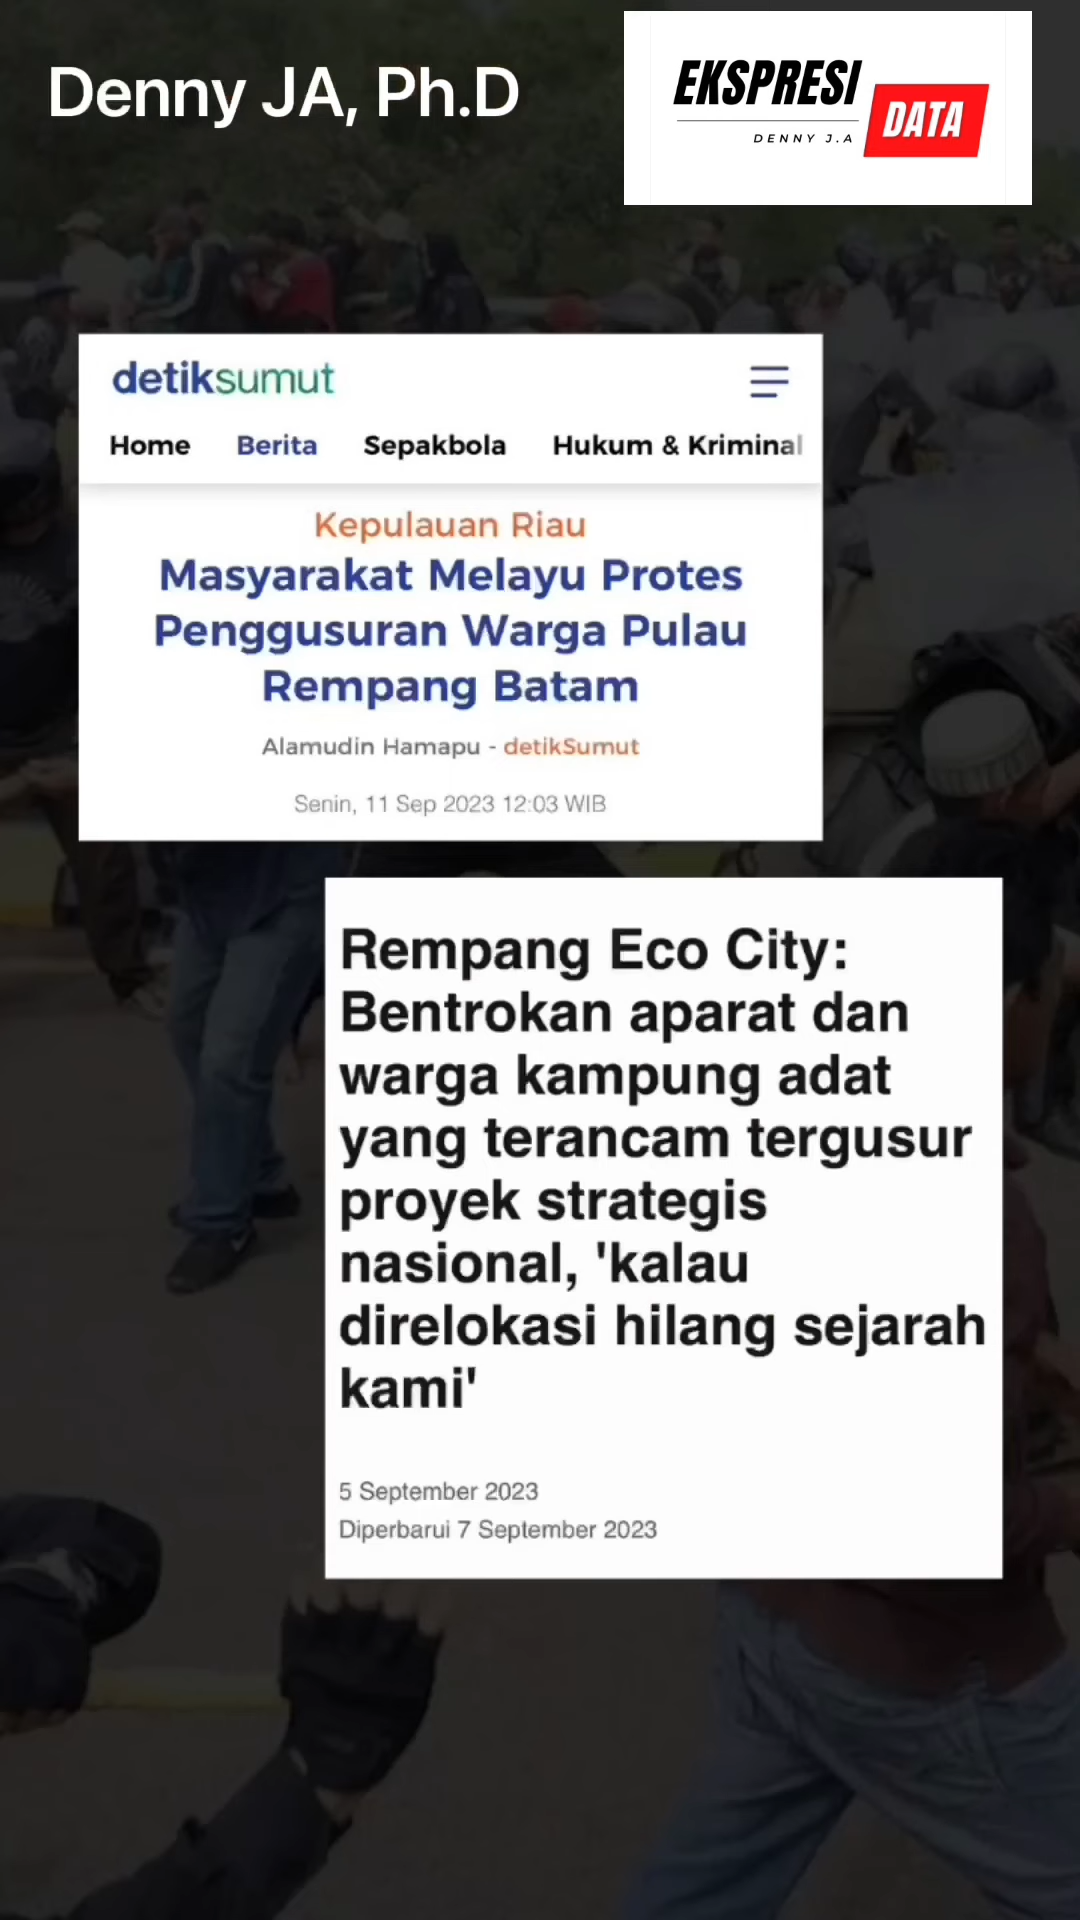 Denny JA, Ph.D
EKSPRESI
DATA
DENNY J.A
detiksumut
Home Berita Sepakbola Hukum & Kriminal
Kepulauan Riau
Masyarakat Melayu Protes
Penggusuran Warga Pulau
Rempang Batam
Alamudin Hamapu - detikSumut
Senin, 11 Sep 2023 12:03 WIB
Rempang Eco City:
Bentrokan aparat dan
warga kampung adat
yang terancam tergusur
proyek strategis
nasional, 'kalau
direlokasi hilang sejarah
kami'
5 September 2023
Diperbarui 7 September 2023